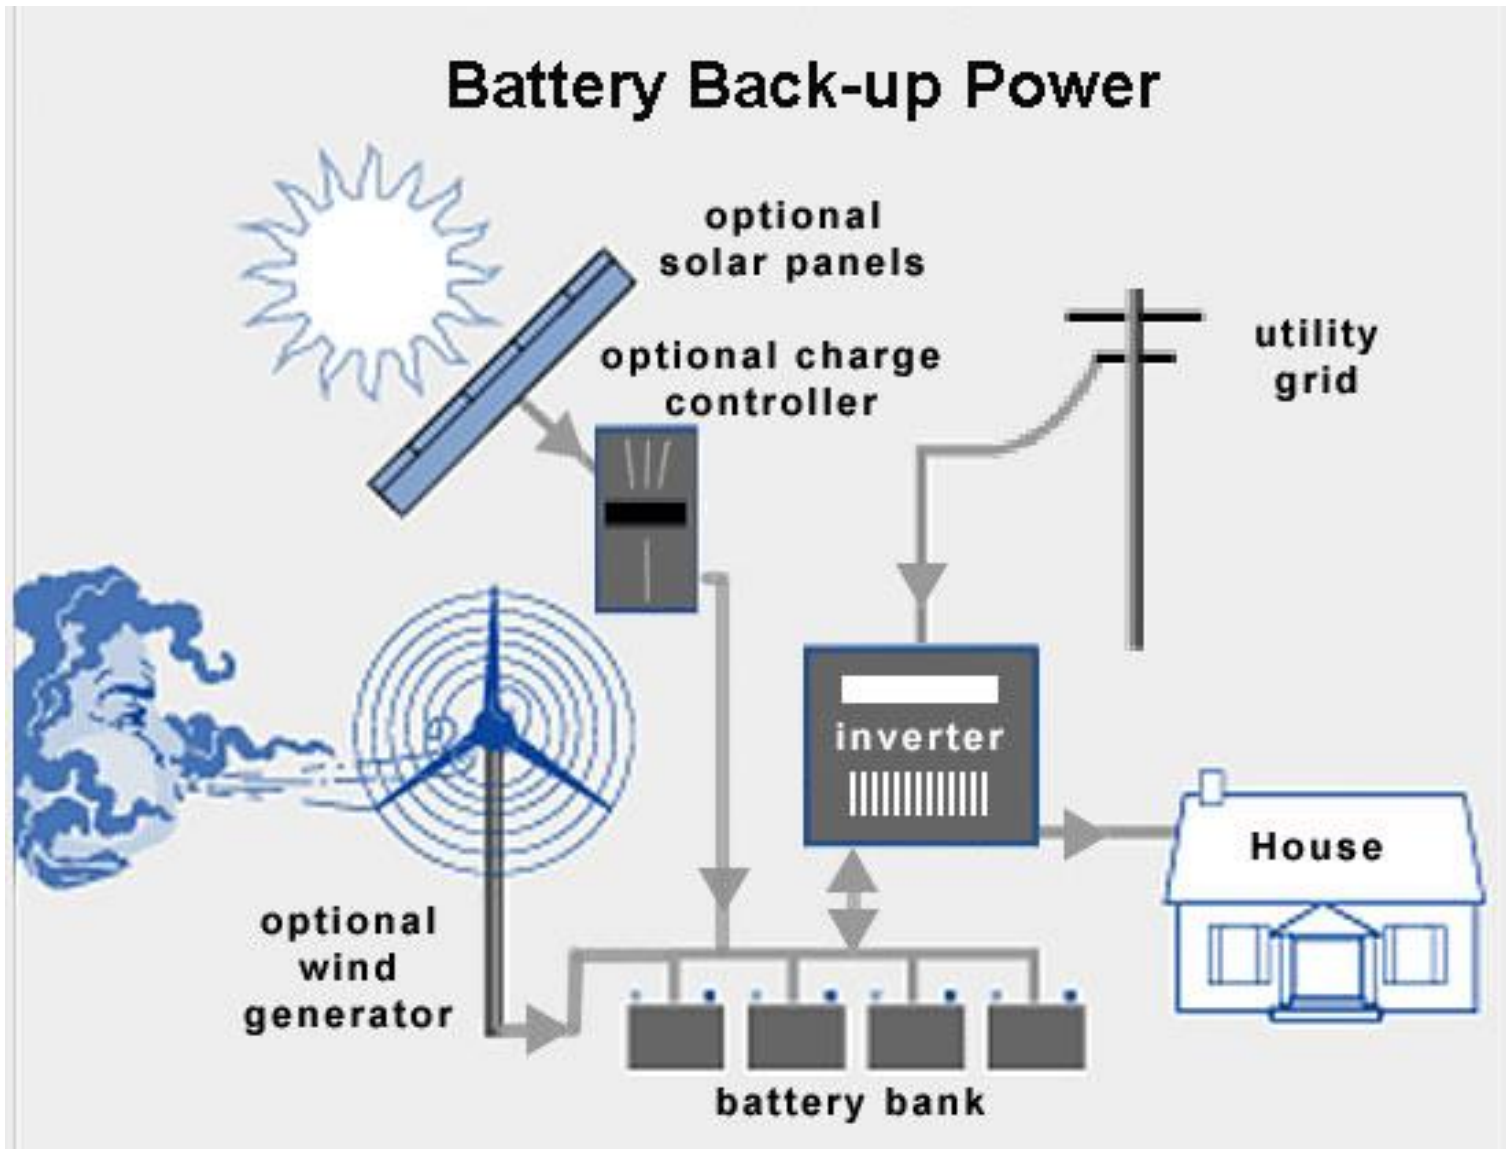 Battery Back-up Power
optional
solar panels
optional charge
controller
utility
grid
inverter
House
optional
wind
generator
battery bank